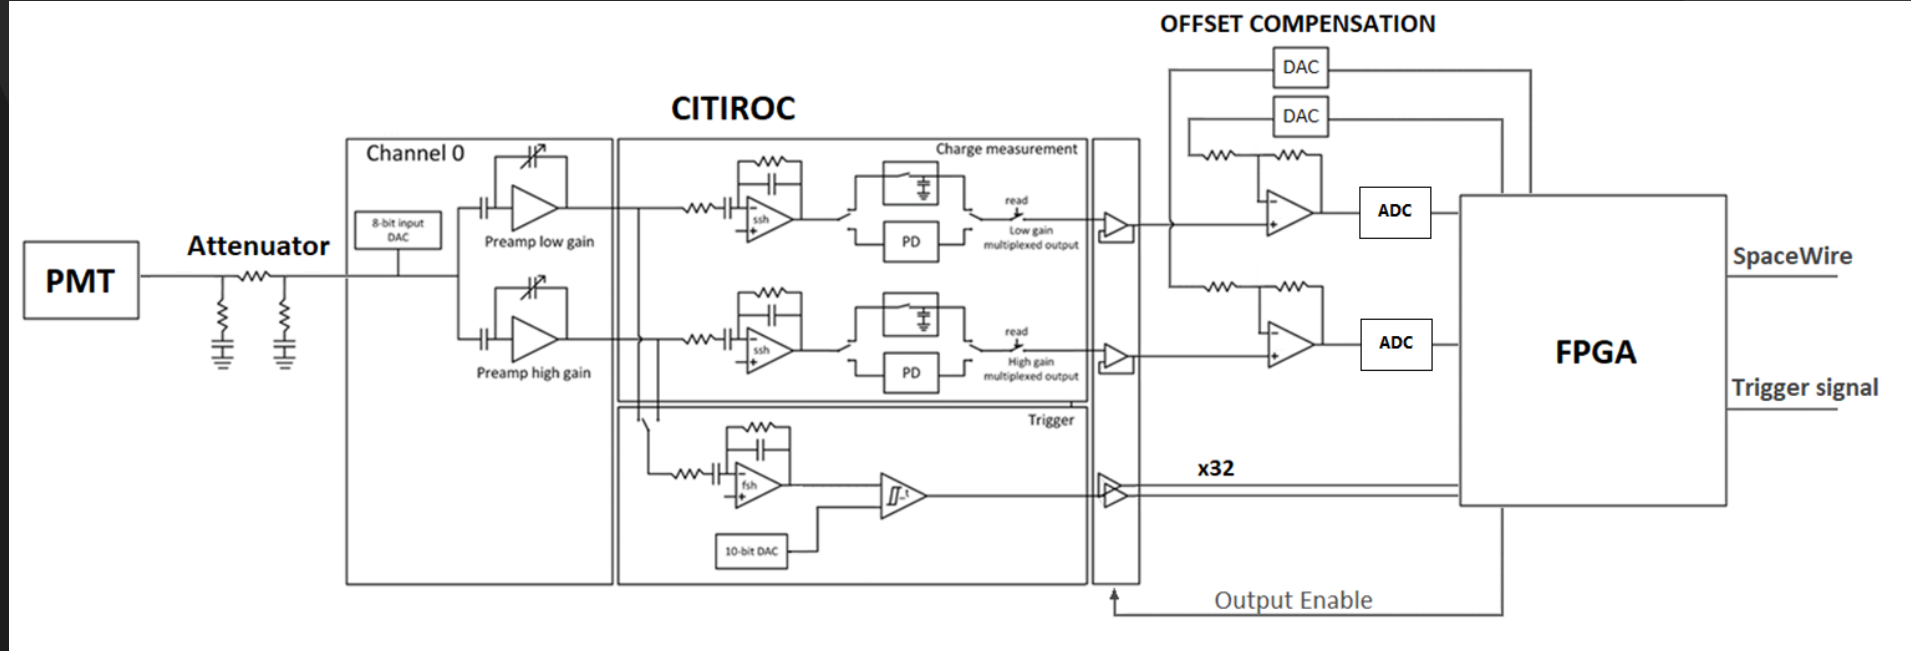 OFFSET COMPENSATION
DAC
DAC
CITIROC
Channel 0
Charge measurement
8-bit input
DAC
Preamp low gain
ssh
PD
read
Low gain
multiplexed output
ADC
Attenuator
PMT
SpaceWire
Preamp high gain
ssh
PD
read
High gain
multiplexed output
ADC
FPGA
Trigger signal
Trigger
fsh
t
10-bit DAC
x32
Output Enable